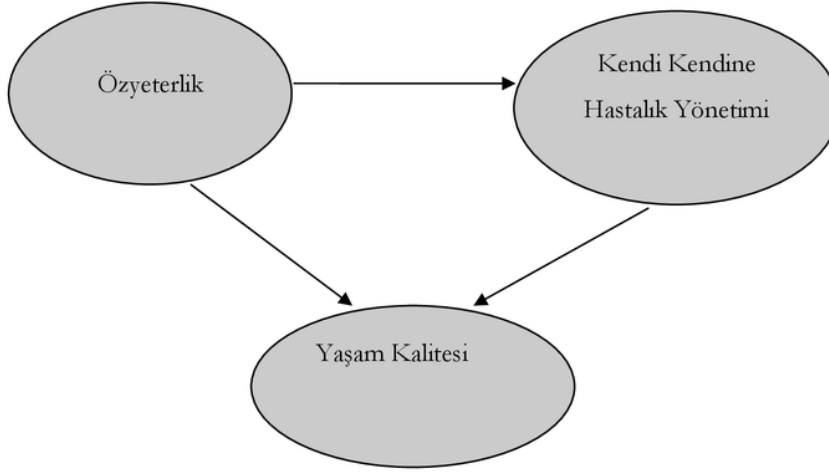 Özyeterlik
Kendi Kendine
Hastalık Yönetimi
Yaşam Kalitesi